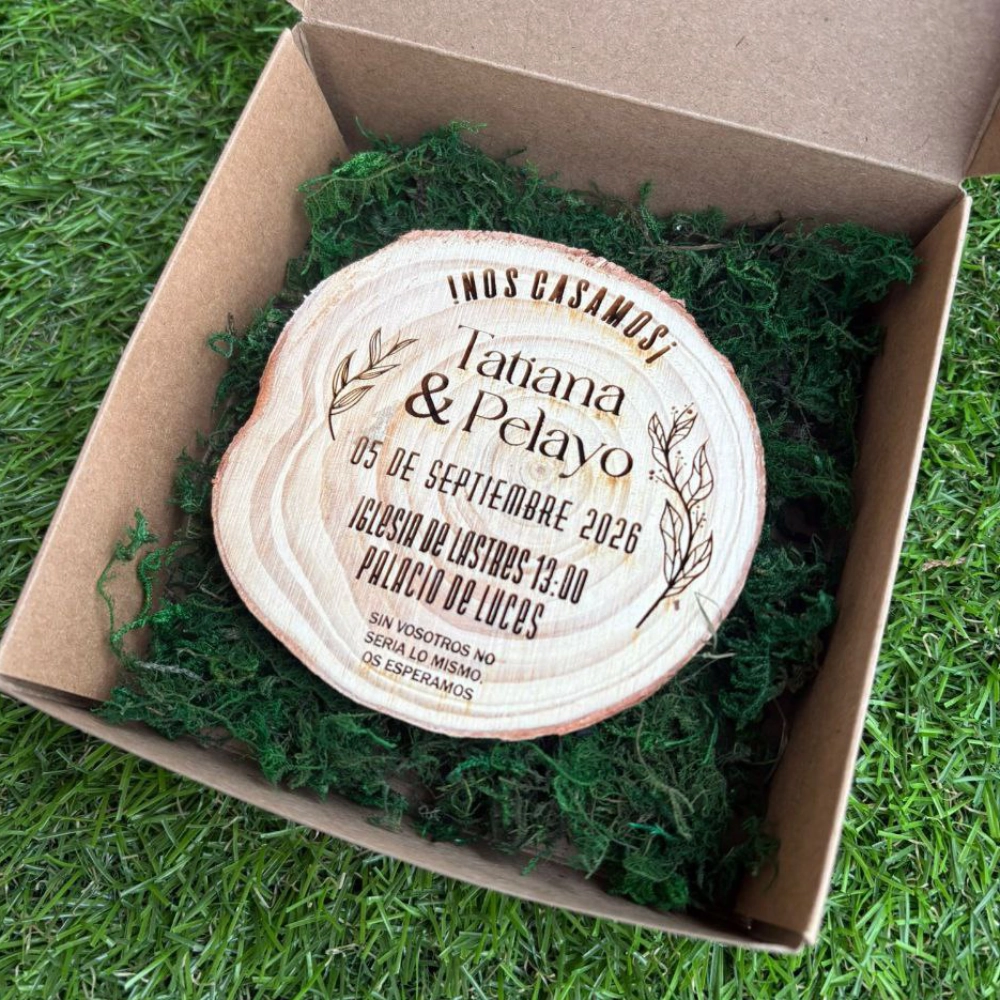 !NOS CASAMOS¡
Tatiana
& Pelayo
05 DE SEPTIEMBRE 2026
IGLESIA DE LASTRES 13:00
PALACIO DE LUCES
SIN VOSOTROS NO
SERIA LO MISMO,
OS ESPERAMOS